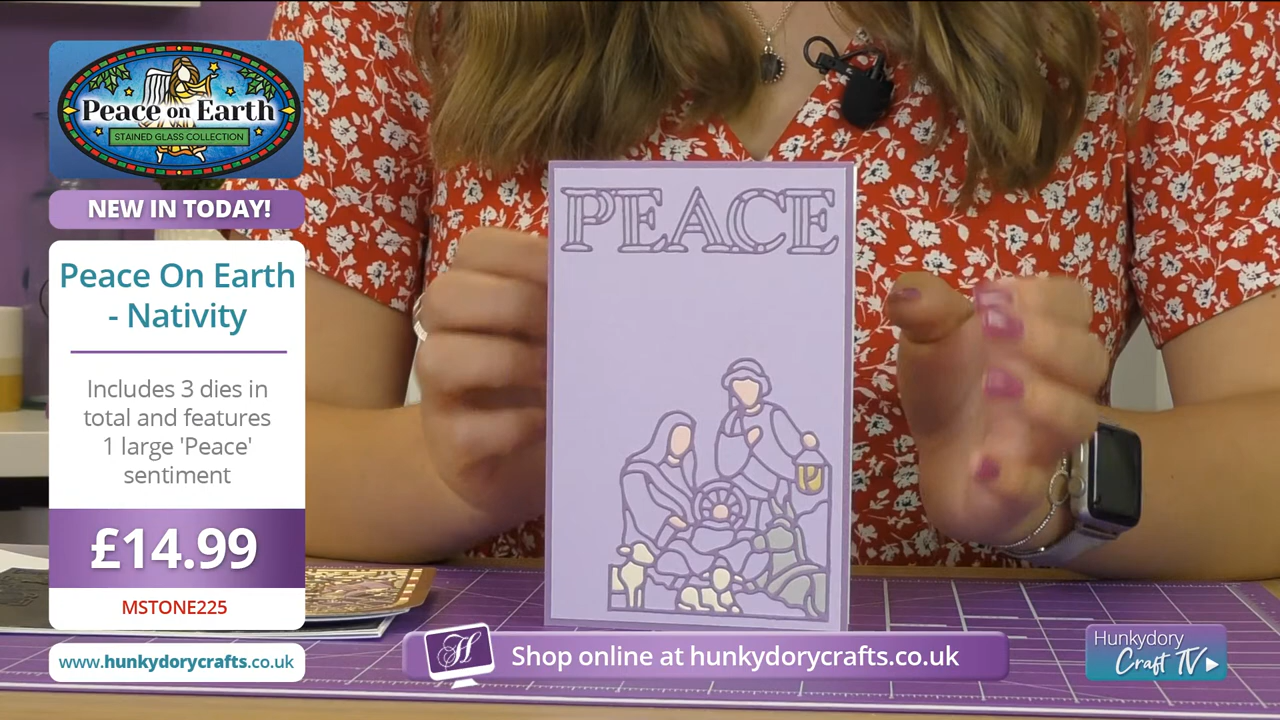 Peace on Earth
STAINED GLASS COLLECTION
NEW IN TODAY!
Peace On Earth
- Nativity
Includes 3 dies in
total and features
1 large 'Peace'
sentiment
£14.99
MSTONE225
www.hunkydorycrafts.co.uk
PEACE
H Shop online at hunkydorycrafts.co.uk
Hunkydory
Craft TV